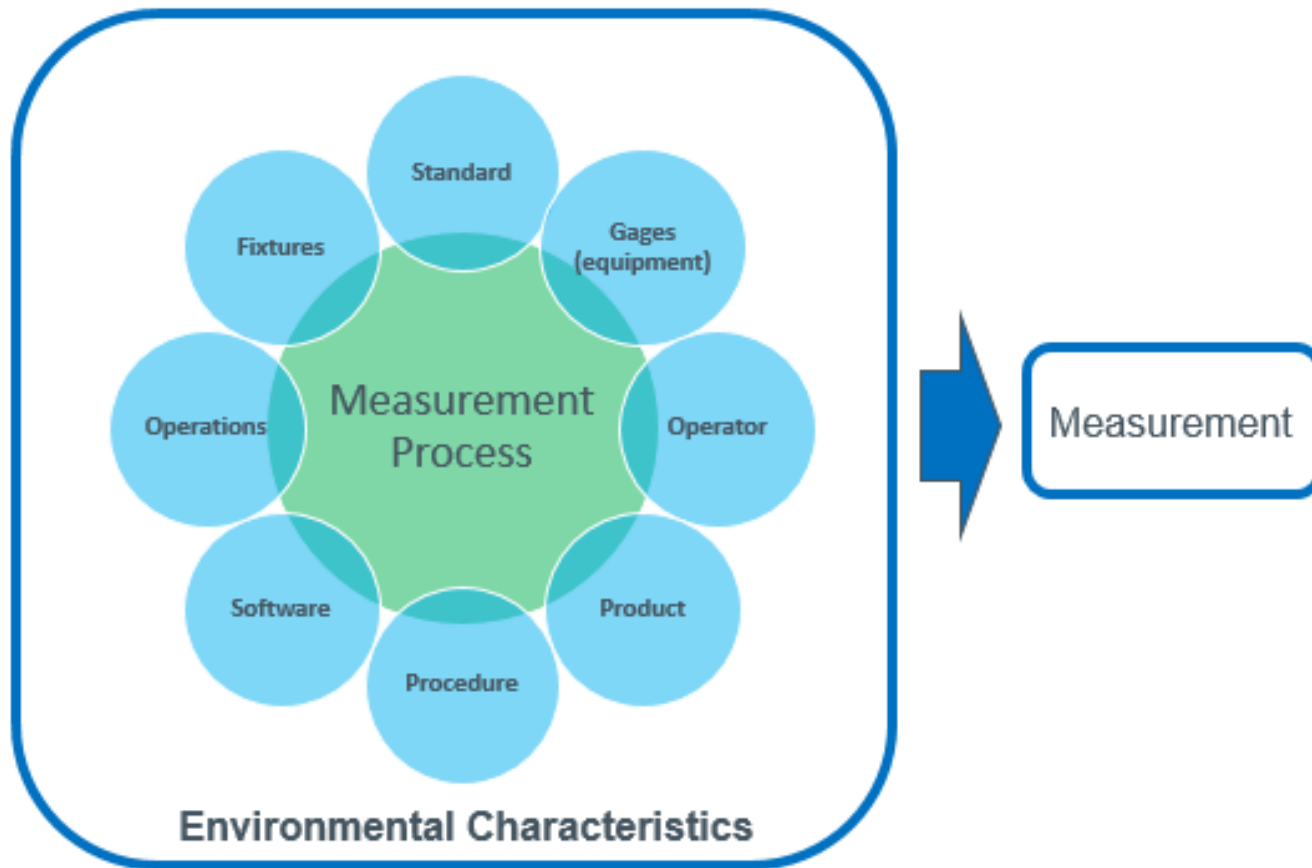 Standard
Gages
(equipment)
Fixtures
Measurement
Process
Operations
Operator
Measurement
Software
Product
Procedure
Environmental Characteristics